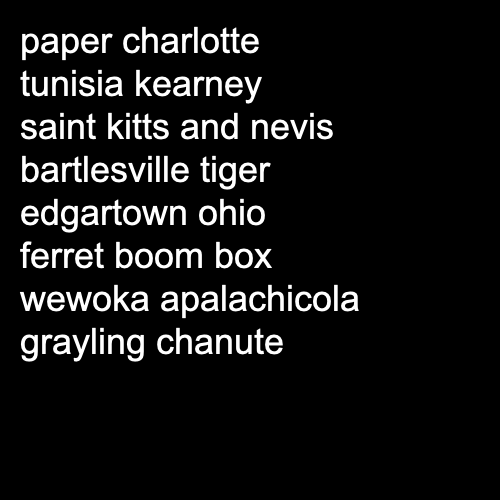 paper charlotte
tunisia kearney
saint kitts and nevis
bartlesville tiger
edgartown ohio
ferret boom box
wewoka apalachicola
grayling chanute